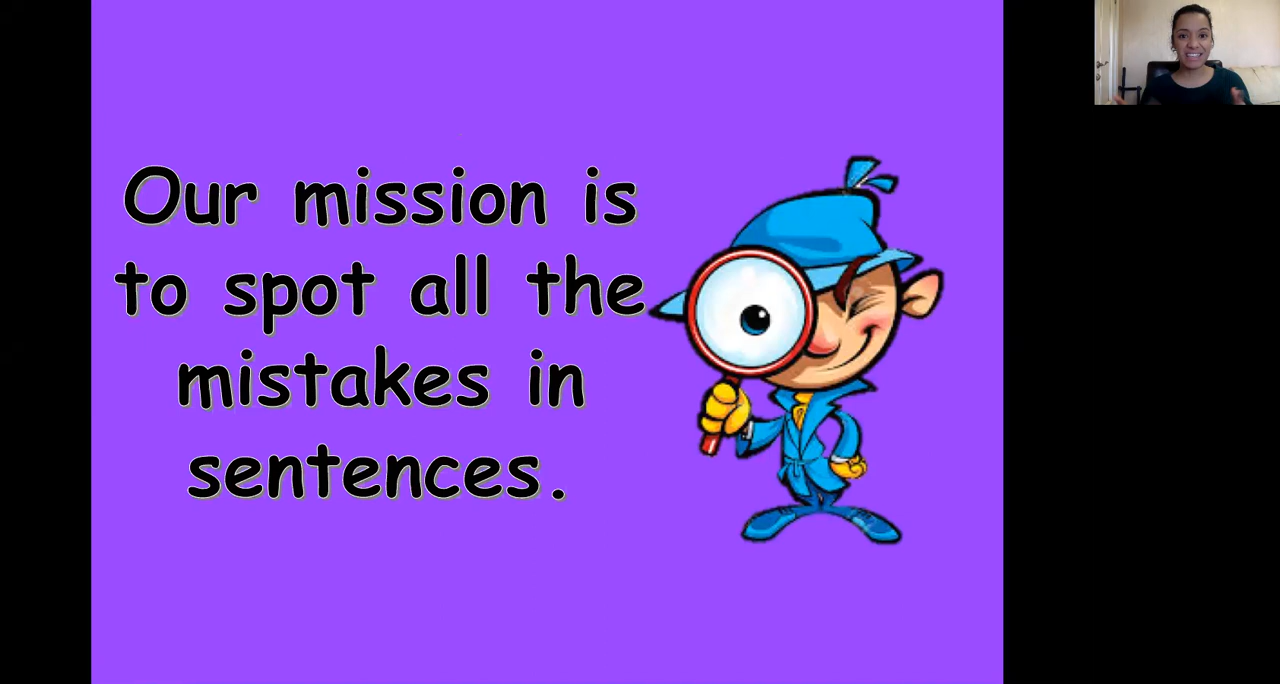 Our mission is
to spot all the
mistakes in
sentences.